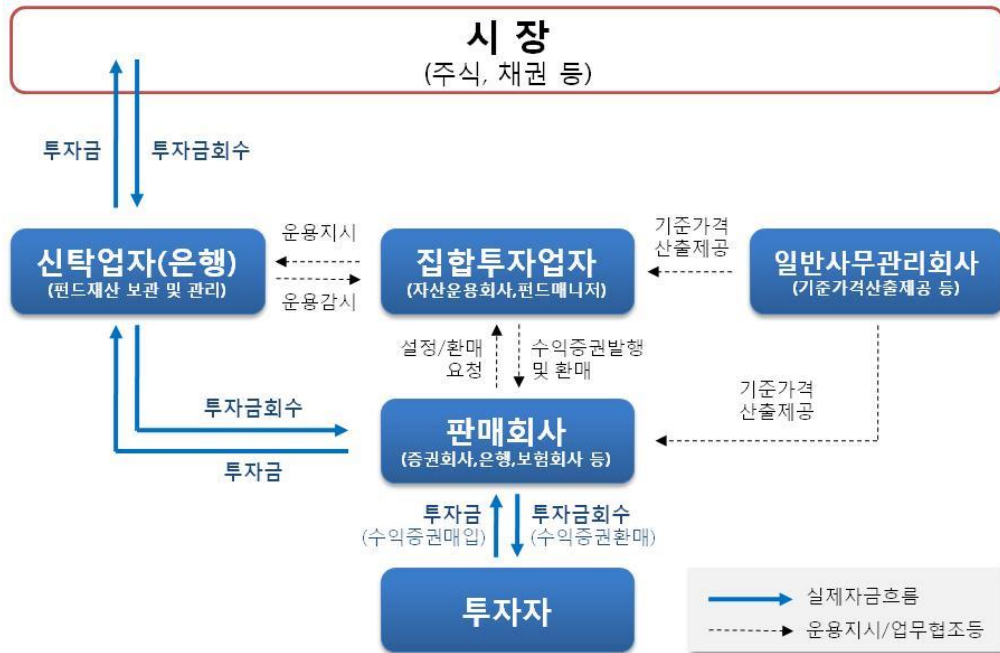 시 장
(주식, 채권 등)
투자금
투자금회수
신탁업자(은행)
(펀드재산 보관 및 관리)
운용지시
운용감시
집합투자업자
(자산운용회사,펀드매니저)
기준가격
산출제공
일반사무관리회사
(기준가격산출제공 등)
설정/환매
요청
수익증권발행
및 환매
기준가격
산출제공
투자금회수
투자금
판매회사
(증권회사,은행,보험회사 등)
투자금
(수익증권매입)
투자금회수
(수익증권환매)
투자자
실제자금흐름
운용지시/업무협조등